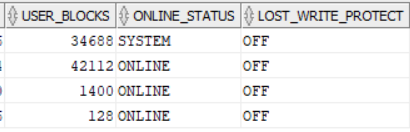 USER_BLOCKS ONLINE_STATUS LOST_WRITE_PROTECT
34688 SYSTEM OFF
42112 ONLINE OFF
1400 ONLINE OFF
128 ONLINE OFF